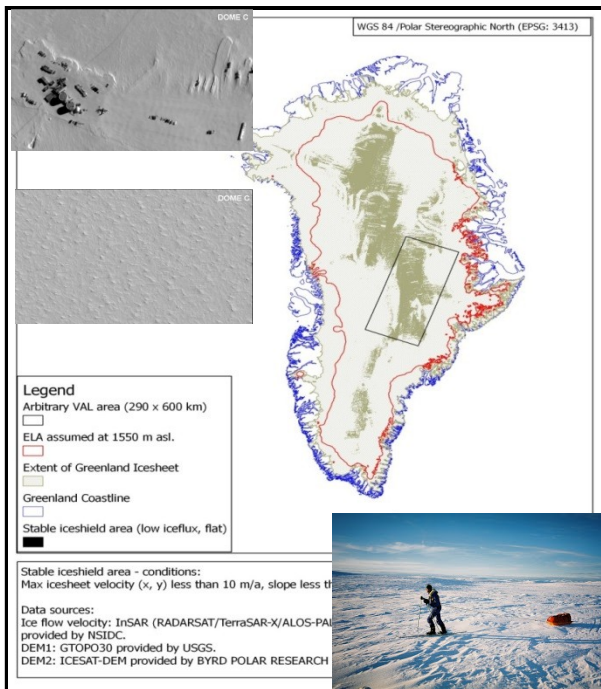 DOME C
WGS 84 /Polar Stereographic North (EPSG: 3413)
DOME C
Legend
Arbitrary VAL area (290 x 600 km)
ELA assumed at 1550 m asl.
Extent of Greenland Icesheet
Greenland Coastline
Stable iceshield area (low iceflux, flat)
Stable iceshield area - conditions:
Max icesheet velocity (x, y) less than 10 m/a, slope less
Data sources:
Ice flow velocity: InSAR (RADARSAT/TerraSAR-X/ALOS-PAL
provided by NSIDC.
DEM1: GTOPO30 provided by USGS.
DEM2: ICESAT-DEM provided by BYRD POLAR RESEARCH